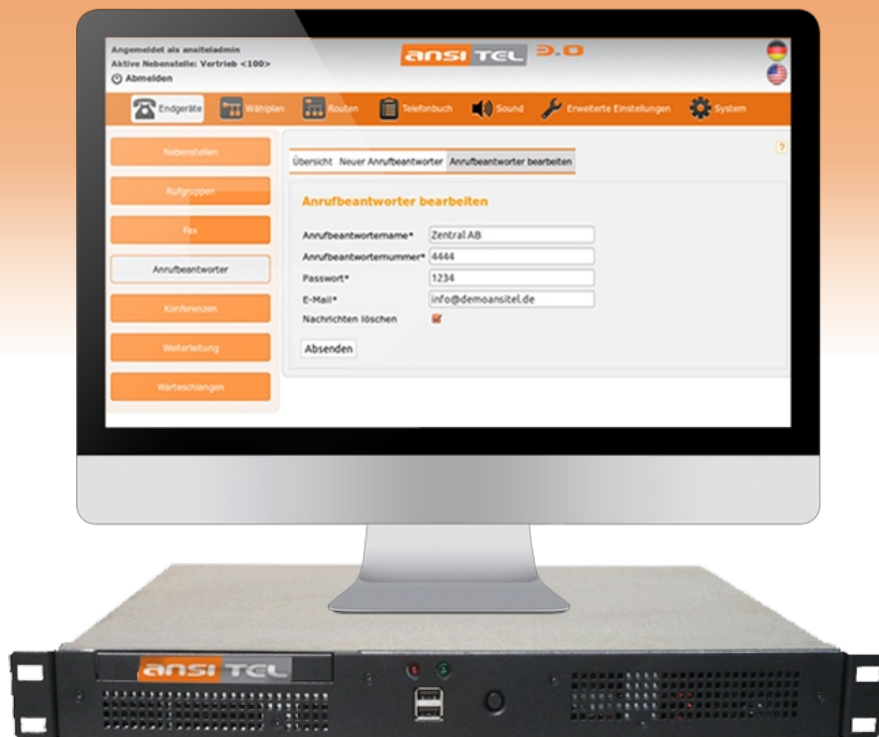 Angemeldet als ansiteladmin
Aktive Nebenstelle: Vertrieb <100>
Abmelden
ansi TEL 3.0
Endgeräte Wählplan Routen Telefonbuch Sound Erweiterte Einstellungen System
Nebenstellen
Rufgruppen
Fax
Anrufbeantworter
Konferenzen
Weiterleitung
Warteschlangen
?
Übersicht Neuer Anrufbeantworter Anrufbeantworter bearbeiten
Anrufbeantworter bearbeiten
Anrufbeantwortername* Zentral AB
Anrufbeantworternummer* 4444
Passwort* 1234
E-Mail* info@demoansitel.de
Nachrichten löschen
Absenden
ansi TEL